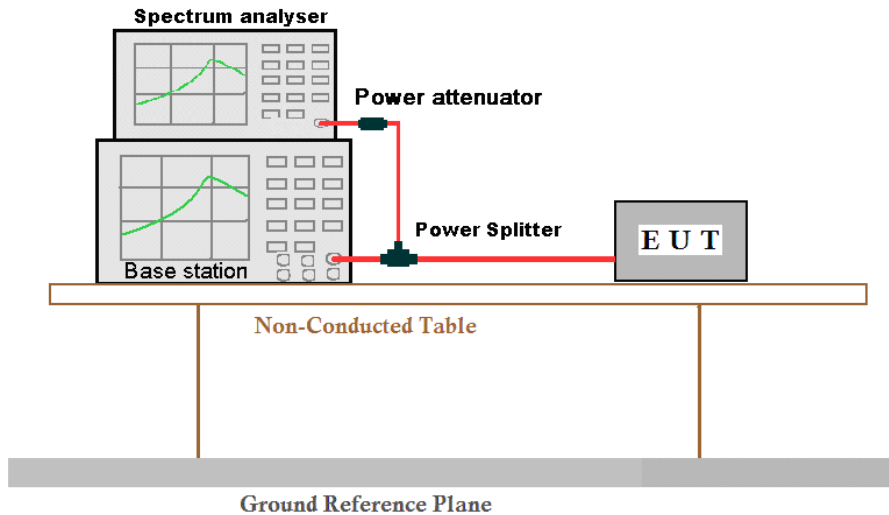 Spectrum analyser
Power attenuator
Power Splitter
E U T
Base station
Non-Conducted Table
Ground Reference Plane